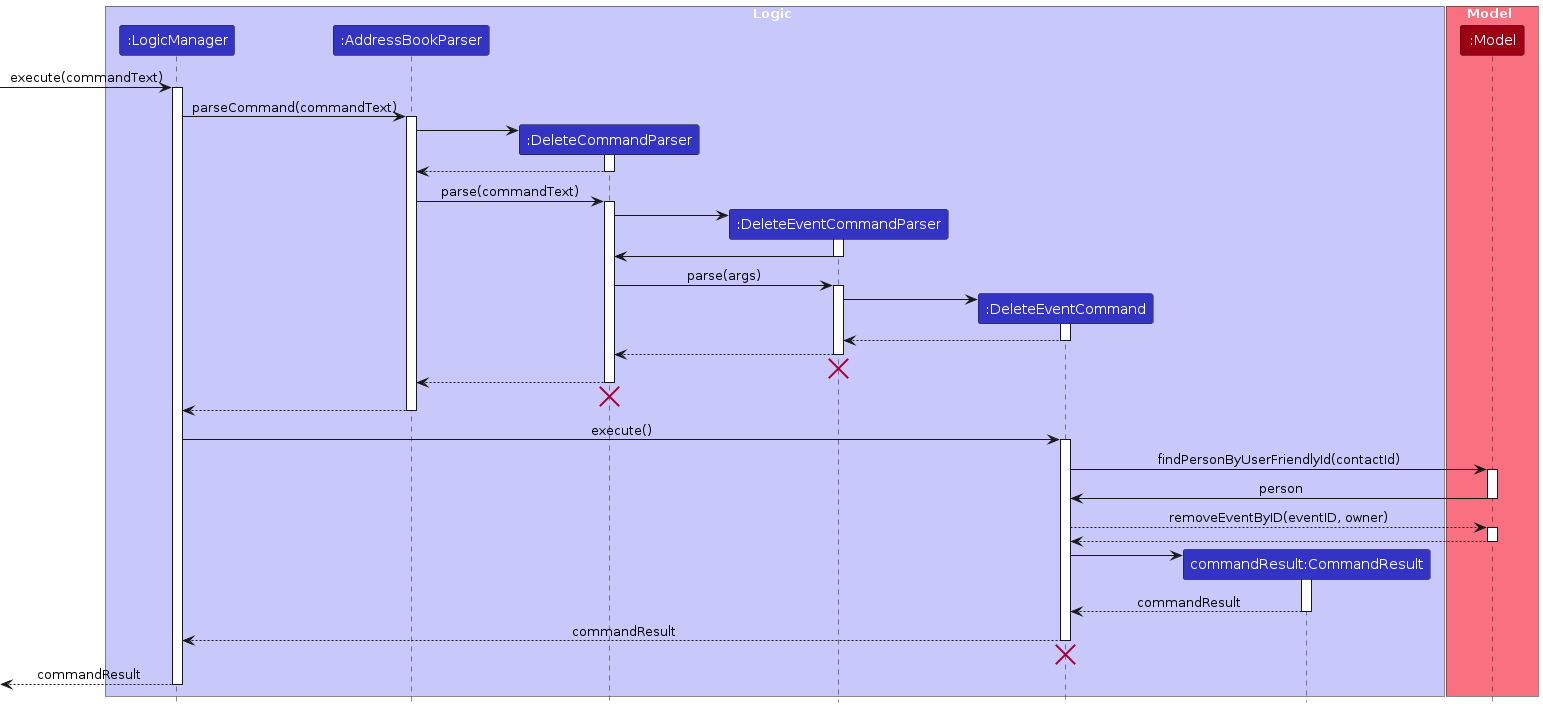 Logic
Model
:LogicManager
:AddressBookParser
:Model
execute(commandText)
parseCommand(commandText)
:DeleteCommandParser
parse(commandText)
:DeleteEventCommandParser
parse(args)
:DeleteEventCommand
execute()
findPersonByUserFriendlyId(contactId)
person
removeEventByID(eventID, owner)
commandResult:CommandResult
commandResult
commandResult
commandResult